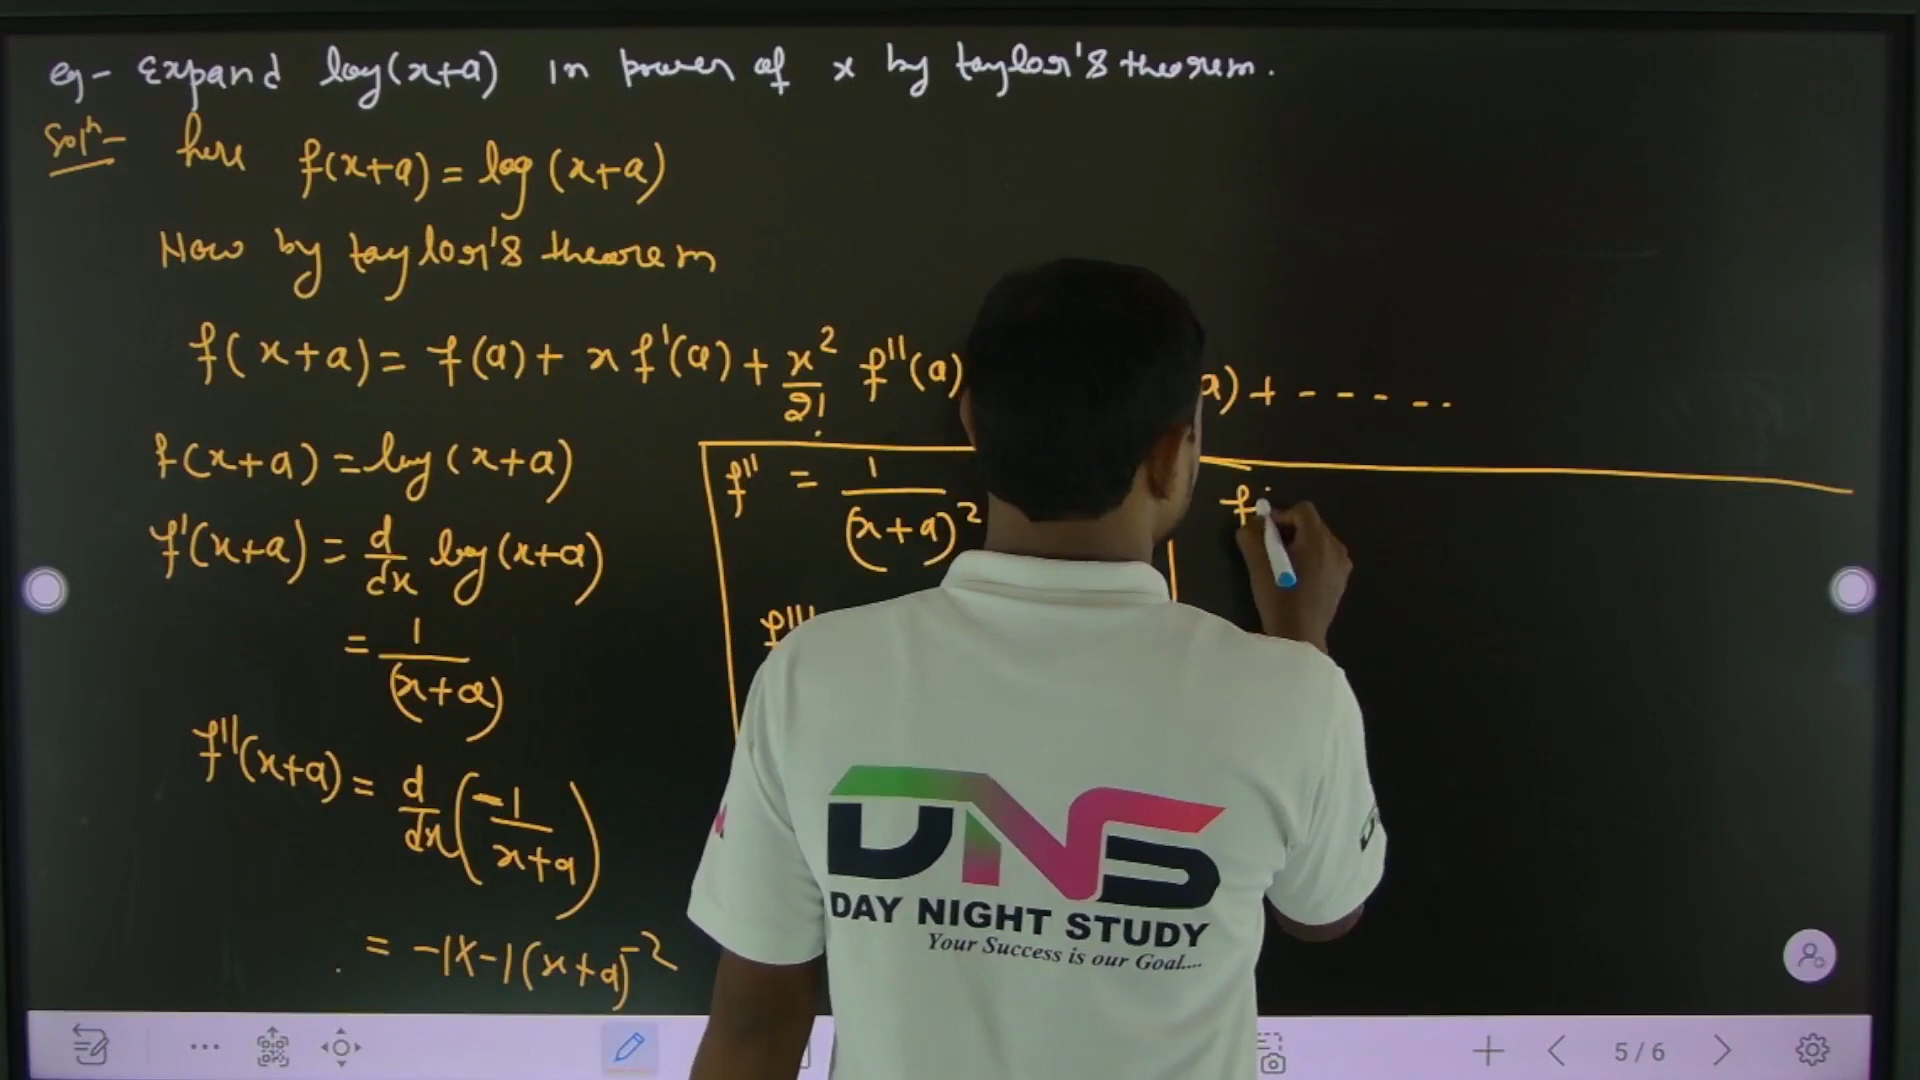 eg- Expand log(x+a) in power of x by taylor's theorem.
Solⁿ- here f(x+a) = log (x+a)
Now by taylor's theorem
f(x+a) = f(a) + x f'(a) + x²/2! f''(a) a) + - - - - - ..
f(x+a) = log(x+a)
f'(x+a) = d/dx log(x+a)
= 1/(x+a)
f''(x+a) = d/dx (-1/x+a)
= -1x-1(x+a)⁻²
f'' = 1/(x+a)²
f'''
f
DNS
DAY NIGHT STUDY
Your Success is our Goal....
5 / 6